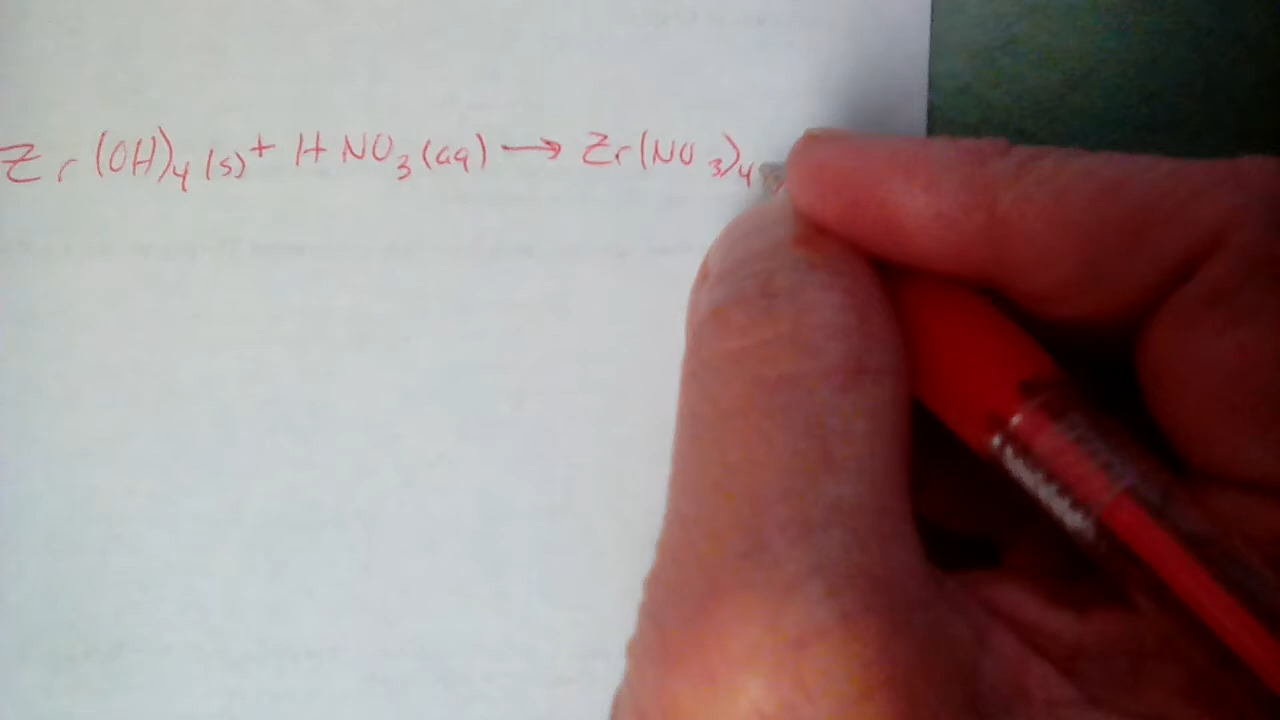 Zr(OH)₄(s) + HNO₃(aq) → Zr(NO₃)₄